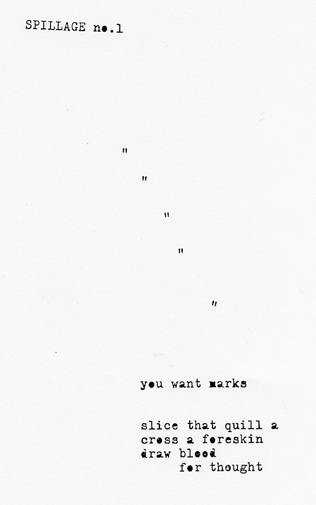 SPILLAGE no.1
"
"
"
"
"
you want marks
slice that quill a
cross a foreskin
draw blood
for thought